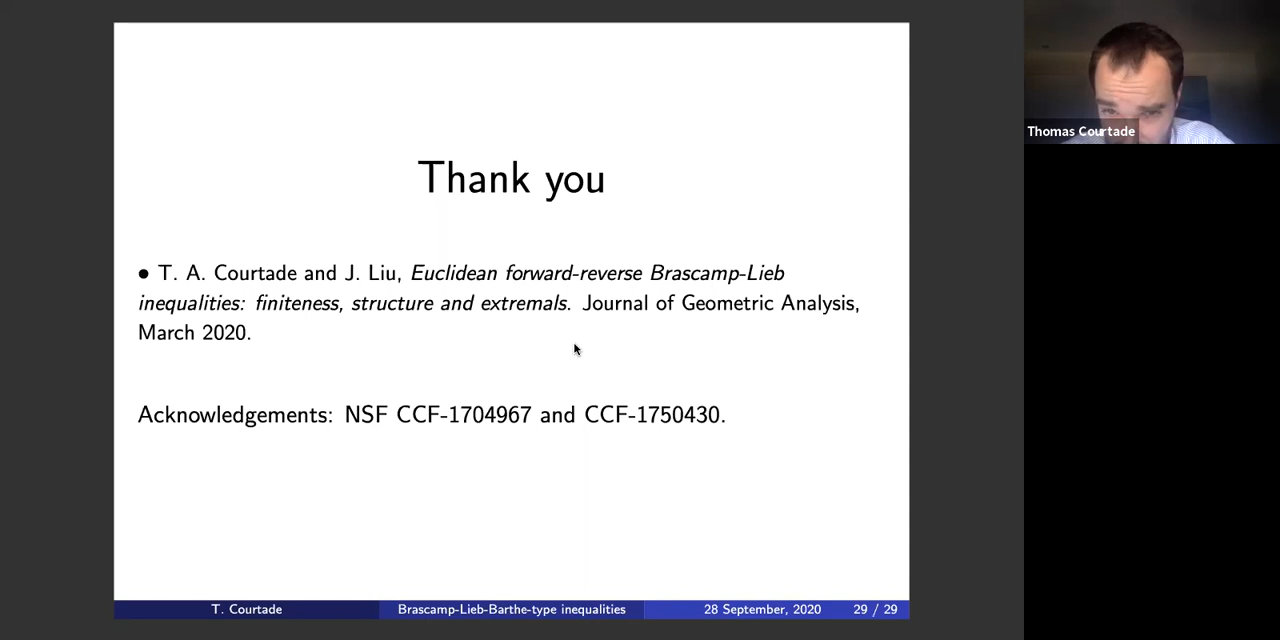 Thank you
● T. A. Courtade and J. Liu, Euclidean forward-reverse Brascamp-Lieb
inequalities: finiteness, structure and extremals. Journal of Geometric Analysis,
March 2020.
Acknowledgements: NSF CCF-1704967 and CCF-1750430.
T. Courtade Brascamp-Lieb-Barthe-type inequalities 28 September, 2020 29 / 29
Thomas Courtade